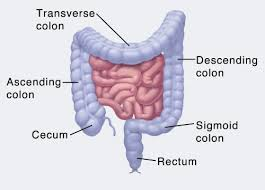 Transverse
colon
Descending
colon
Ascending
colon
Cecum
Sigmoid
colon
Rectum